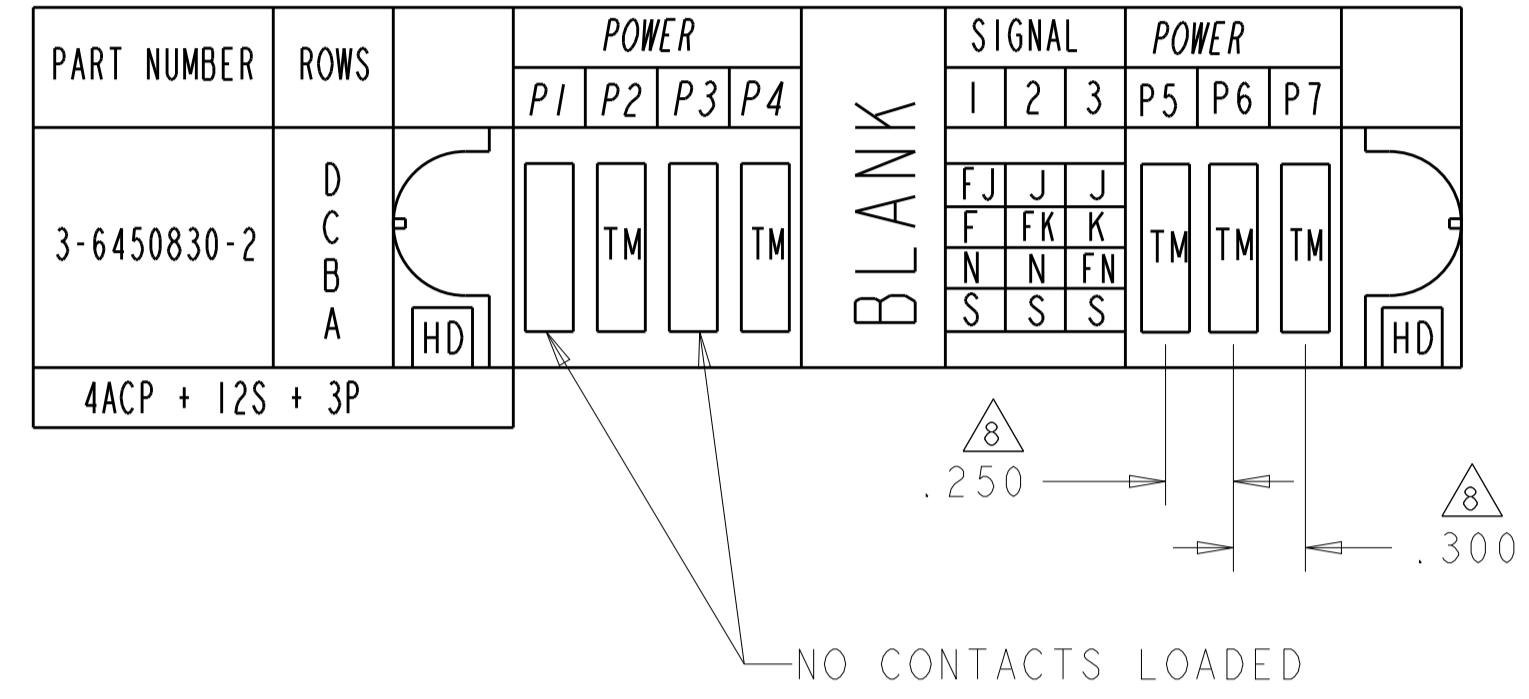 PART NUMBER ROWS POWER BLANK SIGNAL POWER
P1 P2 P3 P4 1 2 3 P5 P6 P7
3-6450830-2
D FJ J J
C F FK K
B N N FN
A S S S
TM TM TM TM TM
HD HD
4ACP + 12S + 3P
8
.250
8
.300
NO CONTACTS LOADED